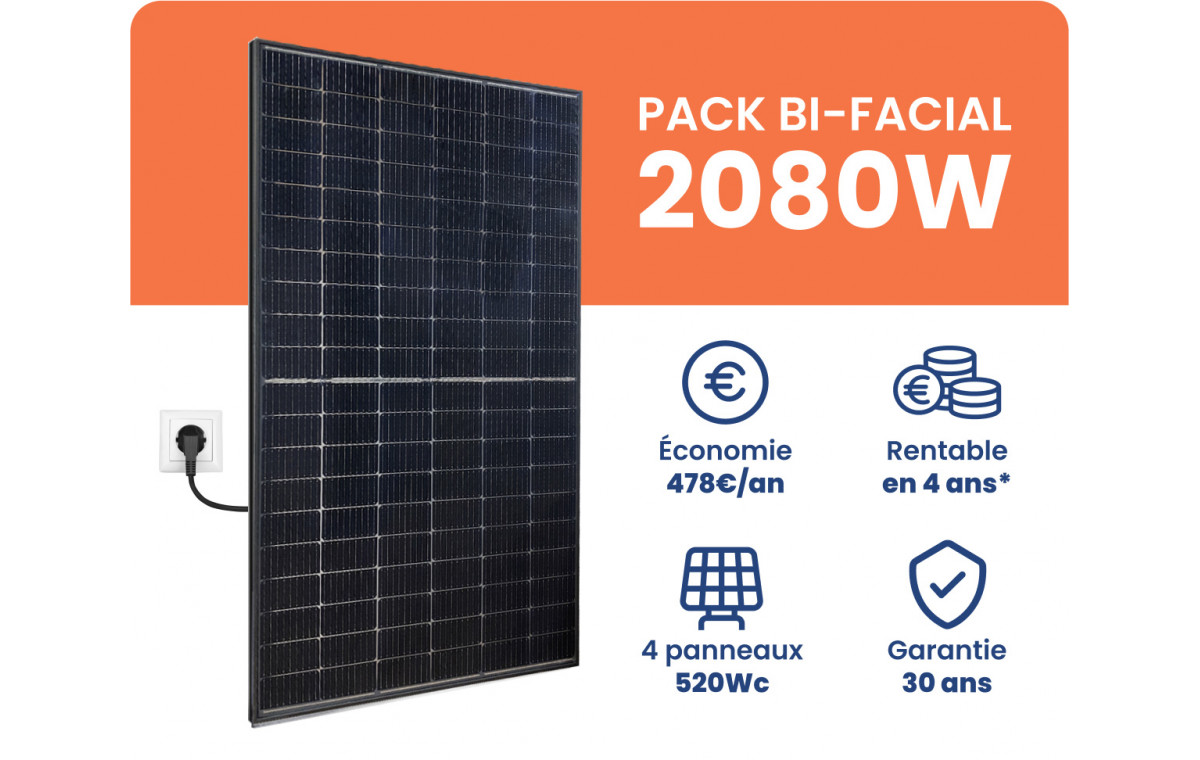 PACK BI-FACIAL
2080W
Économie
478€/an
Rentable
en 4 ans*
4 panneaux
520Wc
Garantie
30 ans